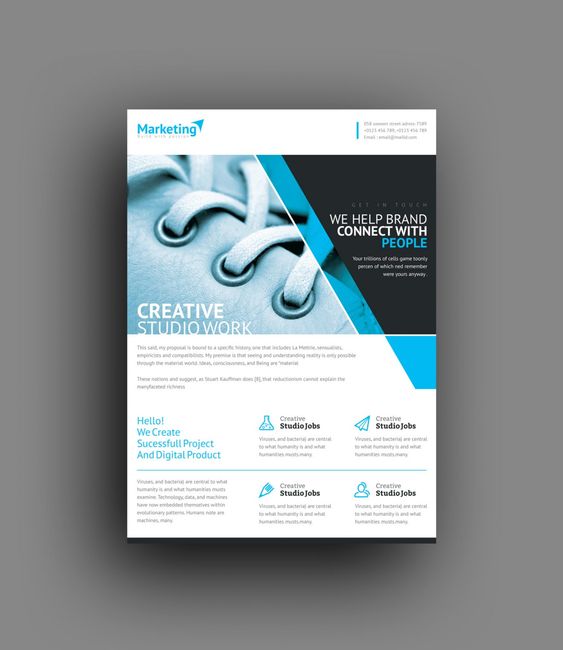 Marketing
build with passion
058 uowwnt street adress-7589
+0123 456 789, +0123 456 789
GET IN TOUCH
WE HELP BRAND
CONNECT WITH
PEOPLE
Your trillions of cells game toonly
percen of which ned remember
were yours anyway .
CREATIVE
STUDIO WORK
This said, my proposal is bound to a specific history, one that includes La Mettrie, sensualists,
empiricists and compatibilists. My premise is that seeing and understanding reality is only possible
through the material world. Ideas, consciousness, and Being are "material
These notions and suggest, as Stuart Kauffman does [8], that reductionism cannot explain the
manyfaceted richness
Hello!
We Create
Sucessfull Project
And Digital Product
Creative
Studio Jobs
Viruses, and bacteria) are central
to what humanity is and what
humanities musts.many.
Creative
Studio Jobs
Viruses, and bacteria) are central
to what humanity is and what
humanities musts.many.
Viruses, and bacteria) are central to what
humanity is and what humanities musts
examine. Technology, data, and machines
have now embedded themselves within
evolutionary patterns. Humans note are
machines, many.
Creative
Studio Jobs
Viruses, and bacteria) are central
to what humanity is and what
humanities musts.many.
Creative
Studio Jobs
Viruses, and bacteria) are central
to what humanity is and what
humanities musts.many.